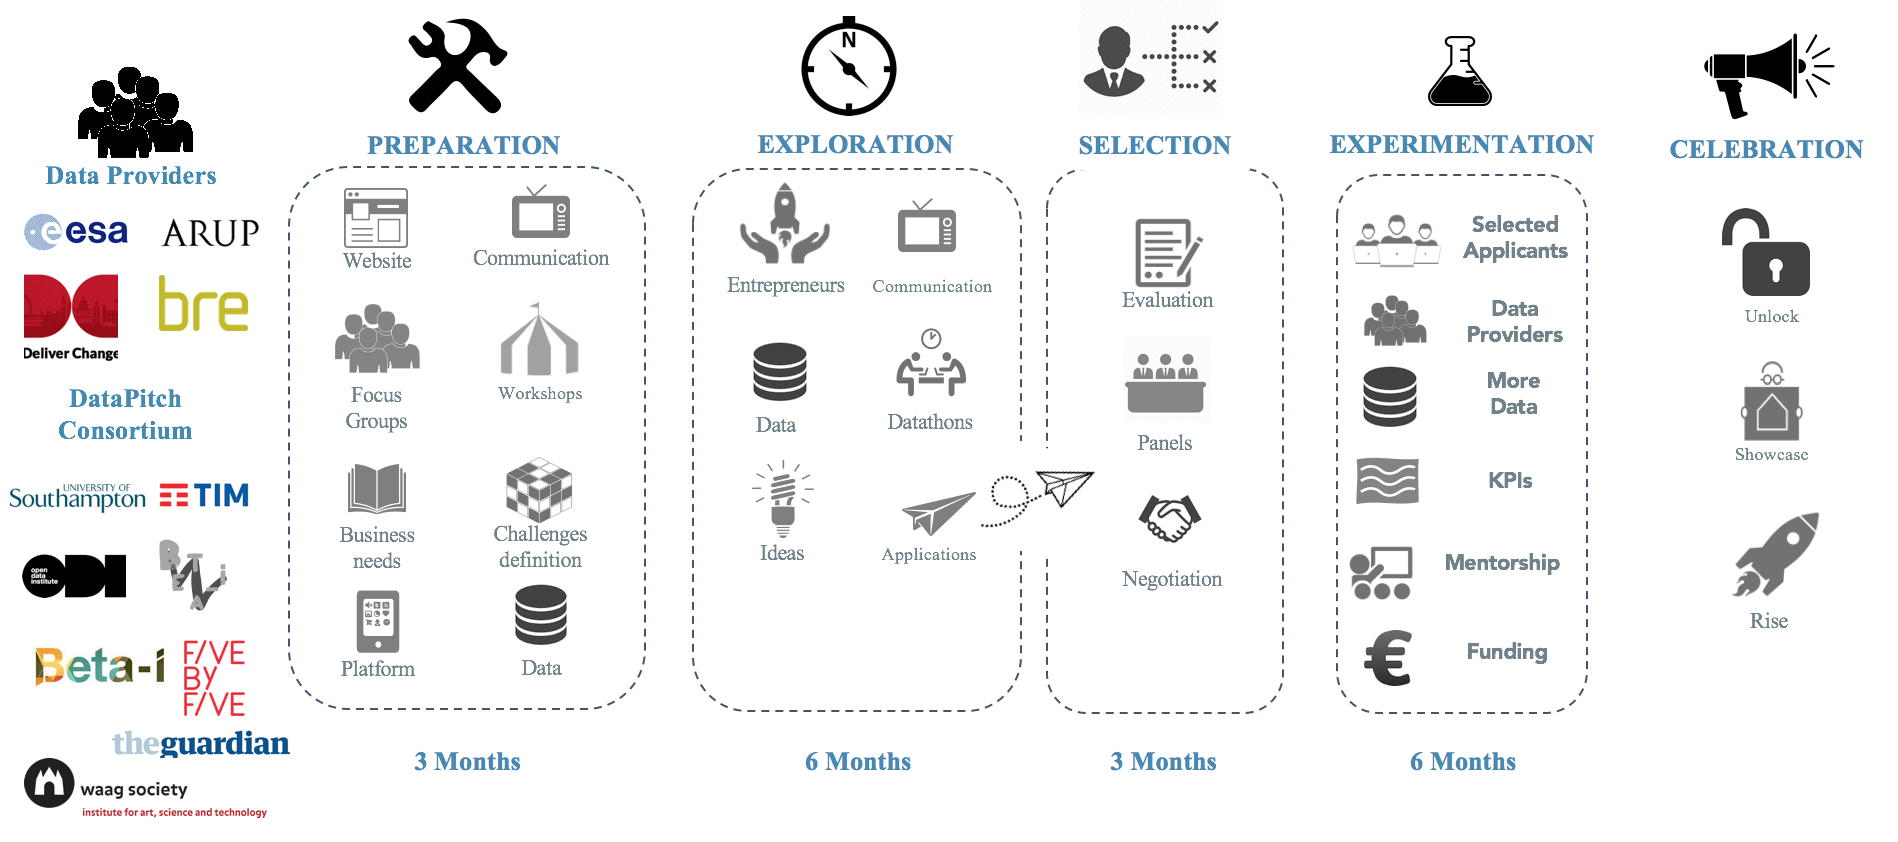 Data Providers
esa
ARUP
bre
Deliver Change
DataPitch
Consortium
UNIVERSITY OF
Southampton
TIM
open
data
institute
ODI
Beta-i
F/VE
BY
F/VE
theguardian
waag society
institute for art, science and technology
PREPARATION
Website
Communication
Focus
Groups
Workshops
Business
needs
Challenges
definition
Platform
Data
3 Months
N
EXPLORATION
Entrepreneurs
Communication
Data
Datathons
Ideas
Applications
6 Months
SELECTION
Evaluation
Panels
Negotiation
3 Months
EXPERIMENTATION
Selected
Applicants
Data
Providers
More
Data
KPIs
Mentorship
€
Funding
6 Months
CELEBRATION
Unlock
Showcase
Rise